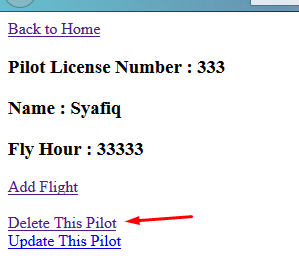 Back to Home
Pilot License Number : 333
Name : Syafiq
Fly Hour : 33333
Add Flight
Delete This Pilot
Update This Pilot